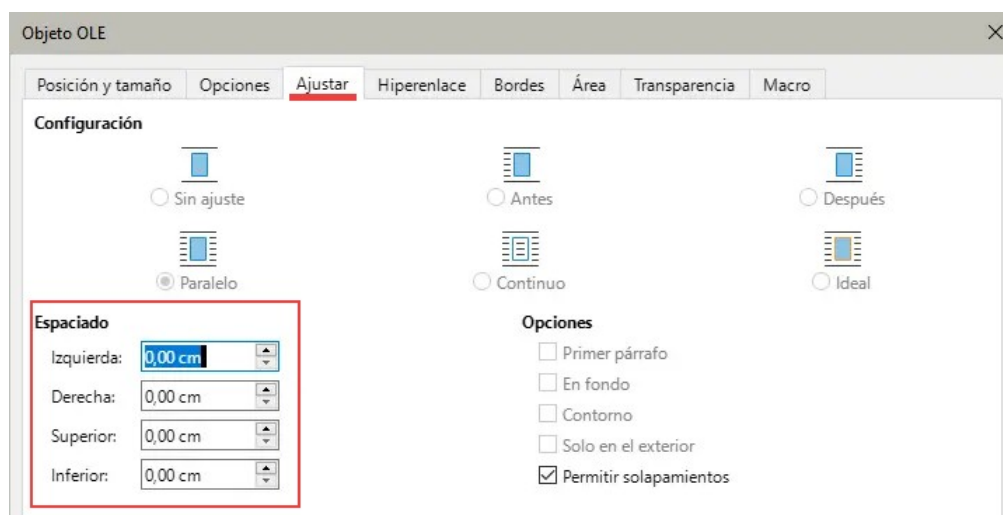 Objeto OLE
Posición y tamaño Opciones Ajustar Hiperenlace Bordes Área Transparencia Macro
Configuración
Sin ajuste Antes Después
Paralelo Continuo Ideal
Espaciado Opciones
Izquierda: 0,00 cm Primer párrafo
Derecha: 0,00 cm En fondo
Contorno
Superior: 0,00 cm Solo en el exterior
Inferior: 0,00 cm Permitir solapamientos